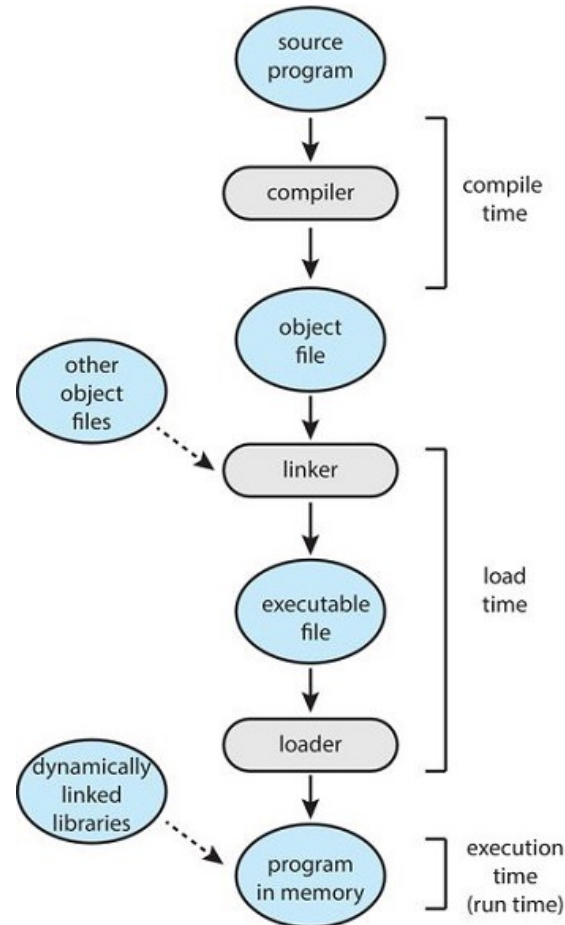 source
program
compiler
compile
time
object
file
other
object
files
linker
executable
file
load
time
loader
dynamically
linked
libraries
program
in memory
execution
time
(run time)